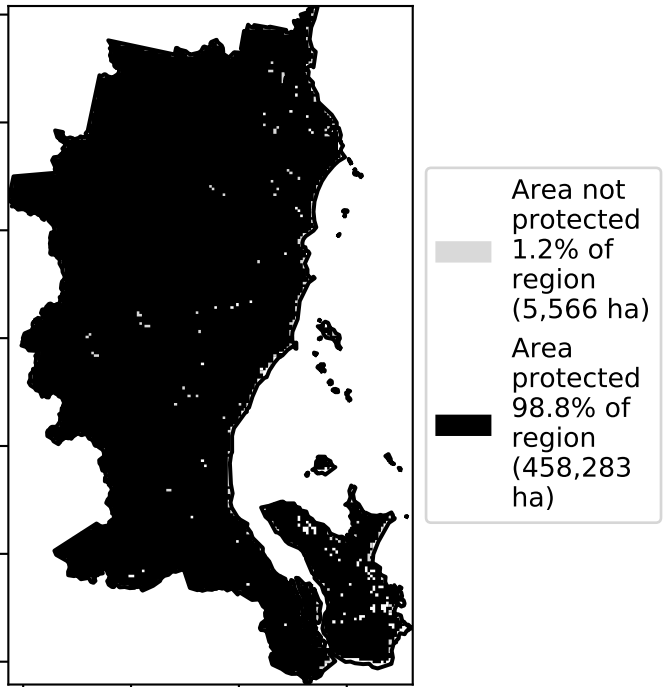 Area not
protected
1.2% of
region
(5,566 ha)
Area
protected
98.8% of
region
(458,283
ha)